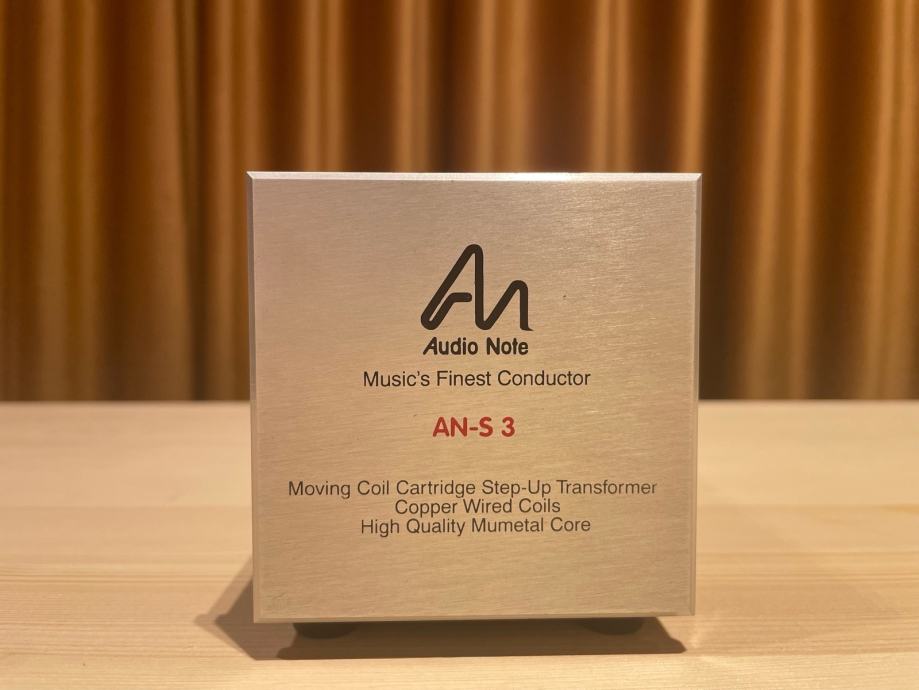 An
Audio Note
Music's Finest Conductor
AN-S 3
Moving Coil Cartridge Step-Up Transformer
Copper Wired Coils
High Quality Mumetal Core